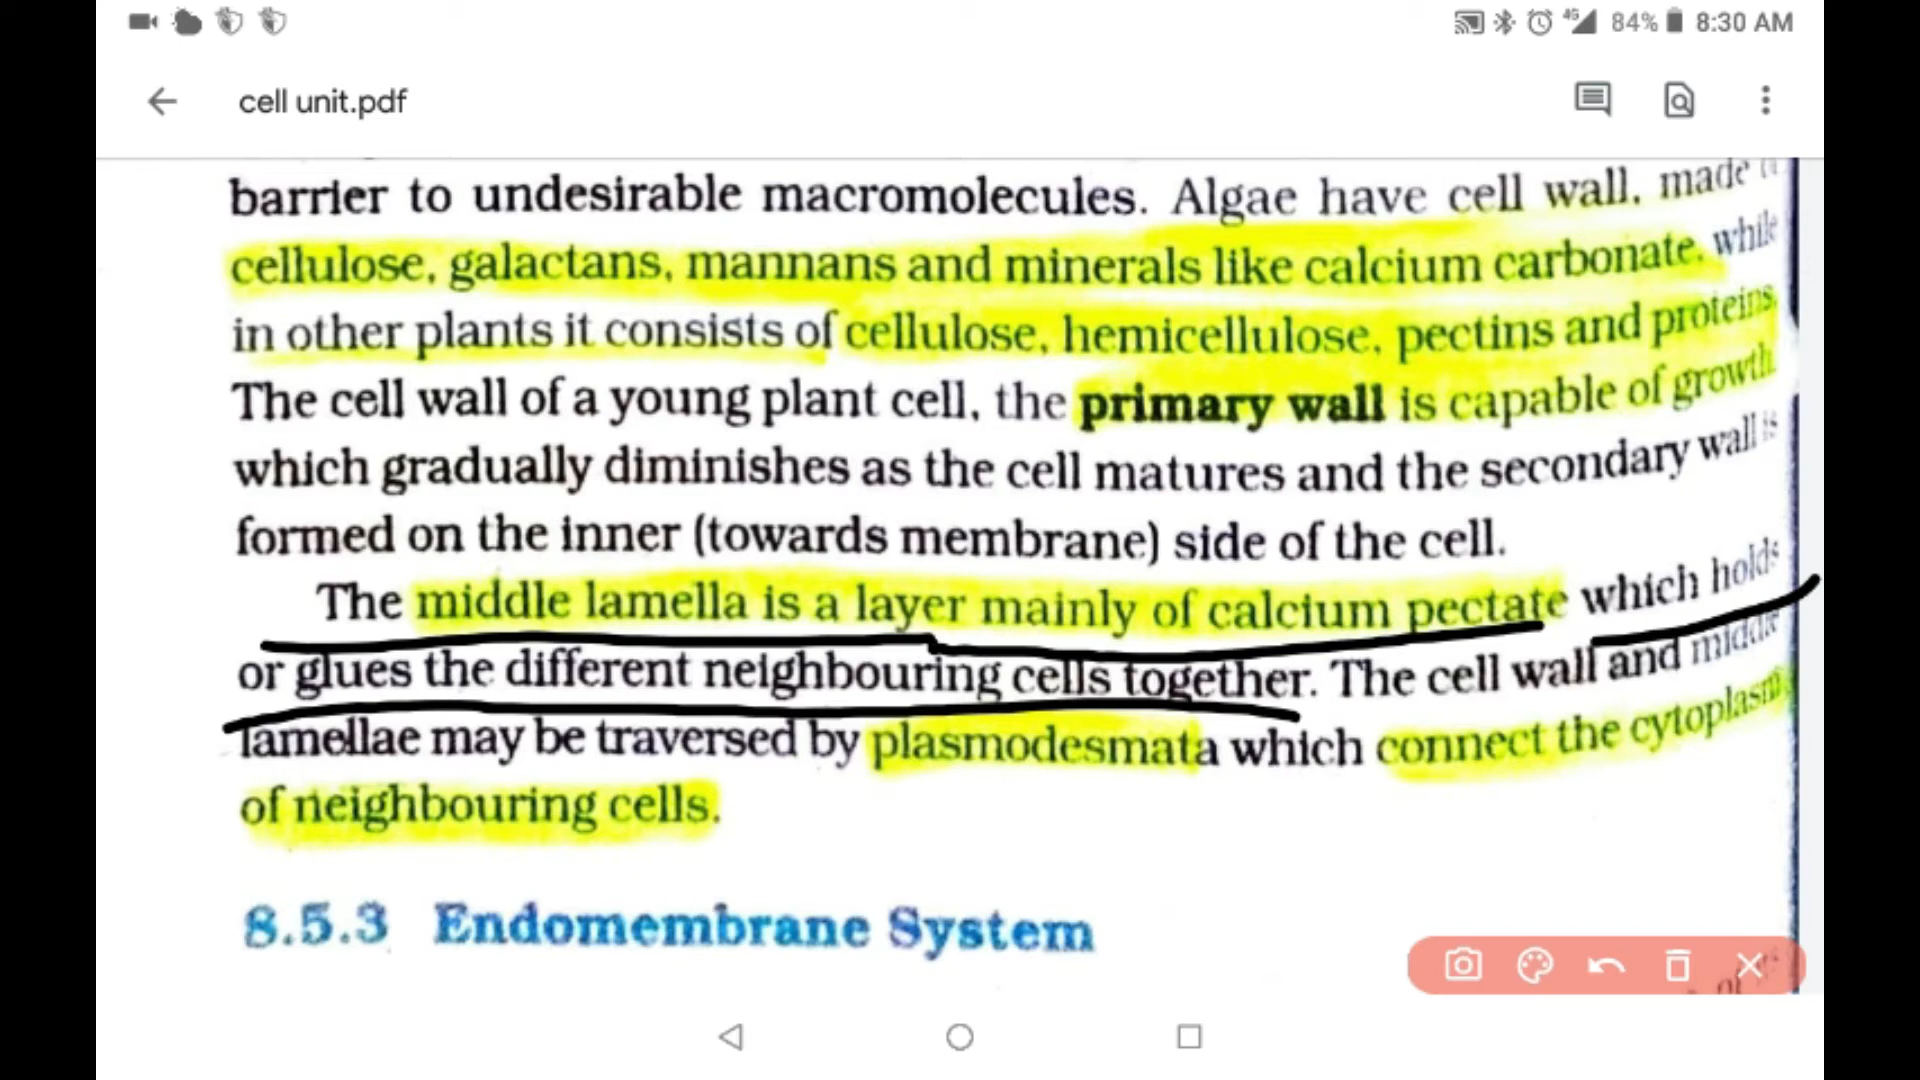 84% 8:30 AM
cell unit.pdf
barrier to undesirable macromolecules. Algae have cell wall, made
cellulose, galactans, mannans and minerals like calcium carbonate, while
in other plants it consists of cellulose, hemicellulose, pectins and proteins.
The cell wall of a young plant cell, the primary wall is capable of growth,
which gradually diminishes as the cell matures and the secondary wall is
formed on the inner (towards membrane) side of the cell.
The middle lamella is a layer mainly of calcium pectate which holds
or glues the different neighbouring cells together. The cell wall and middle
lamellae may be traversed by plasmodesmata which connect the cytoplasm
of neighbouring cells.
8.5.3 Endomembrane System